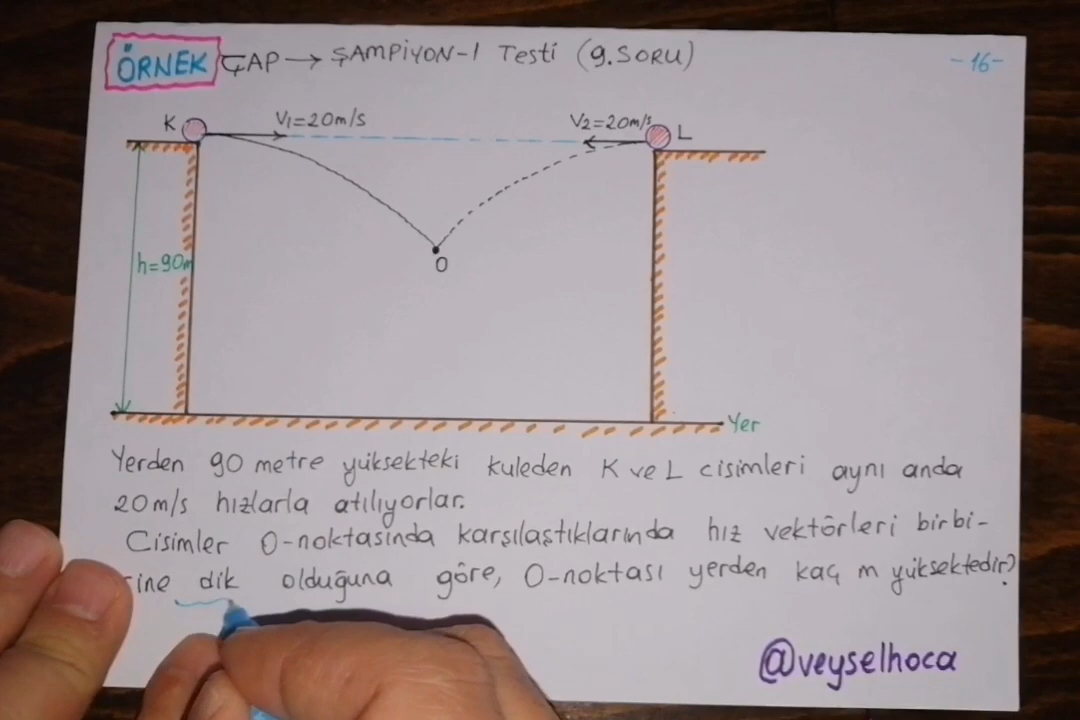 ÖRNEK ÇAP → ŞAMPİYON-1 Testi (9. SORU)
-16-
K V1=20m/s V2=20m/s L
h=90m
O
Yer
Yerden 90 metre yüksekteki kuleden K ve L cisimleri aynı anda
20m/s hızlarla atılıyorlar.
Cisimler O-noktasında karşılaştıklarında hız vektörleri birbi-
rine dik olduğuna göre, O-noktası yerden kaç m yüksektedir?
@veyselhoca